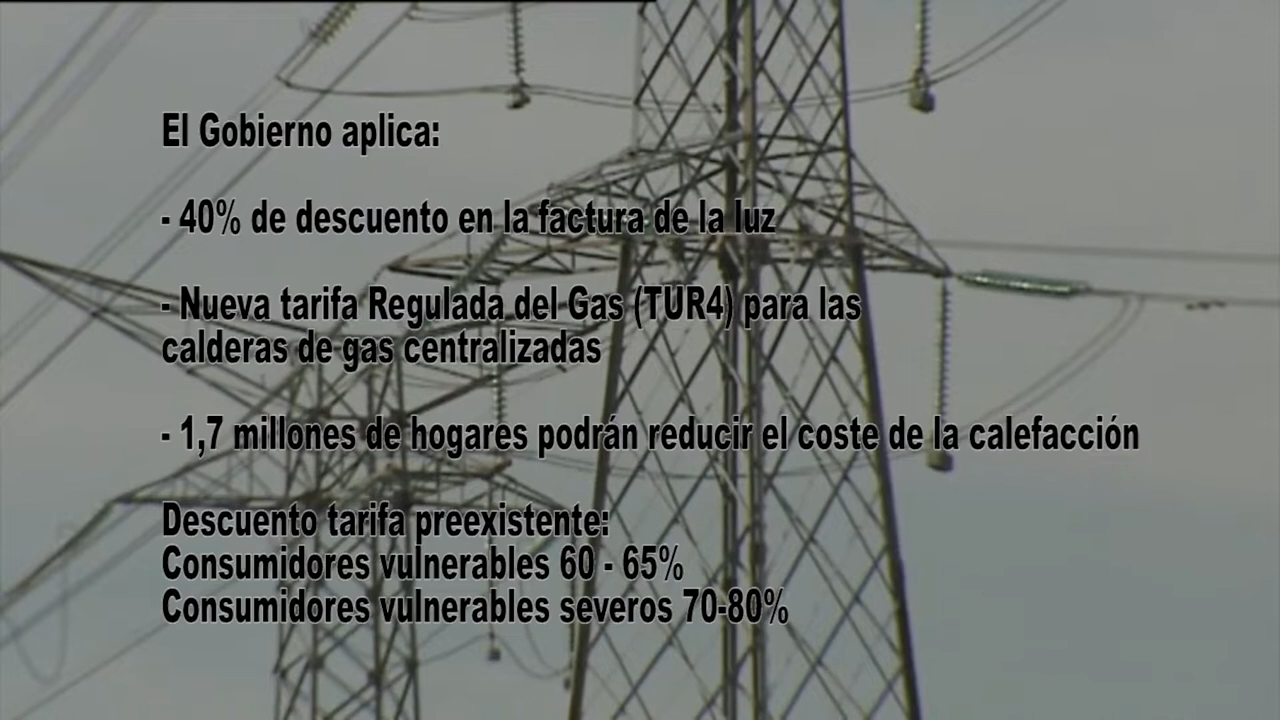 El Gobierno aplica:
- 40% de descuento en la factura de la luz
- Nueva tarifa Regulada del Gas (TUR4) para las
calderas de gas centralizadas
- 1,7 millones de hogares podrán reducir el coste de la calefacción
Descuento tarifa preexistente:
Consumidores vulnerables 60 - 65%
Consumidores vulnerables severos 70-80%